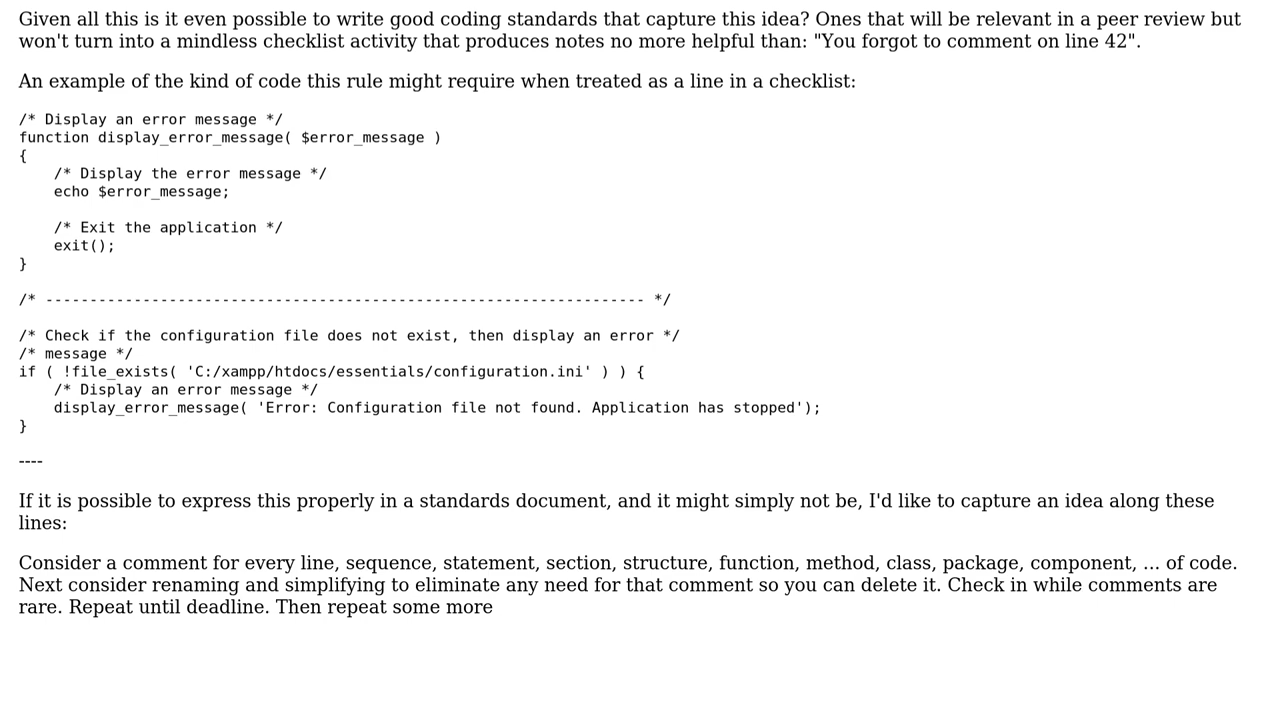 Given all this is it even possible to write good coding standards that capture this idea? Ones that will be relevant in a peer review but
won't turn into a mindless checklist activity that produces notes no more helpful than: "You forgot to comment on line 42".
An example of the kind of code this rule might require when treated as a line in a checklist:
/* Display an error message */
function display_error_message( $error_message )
{
    /* Display the error message */
    echo $error_message;
    /* Exit the application */
    exit();
}
/* -------------------------------------------------------------------- */
/* Check if the configuration file does not exist, then display an error */
/* message */
if ( !file_exists( 'C:/xampp/htdocs/essentials/configuration.ini' ) ) {
    /* Display an error message */
    display_error_message( 'Error: Configuration file not found. Application has stopped');
}
----
If it is possible to express this properly in a standards document, and it might simply not be, I'd like to capture an idea along these
lines:
Consider a comment for every line, sequence, statement, section, structure, function, method, class, package, component, ... of code.
Next consider renaming and simplifying to eliminate any need for that comment so you can delete it. Check in while comments are
rare. Repeat until deadline. Then repeat some more